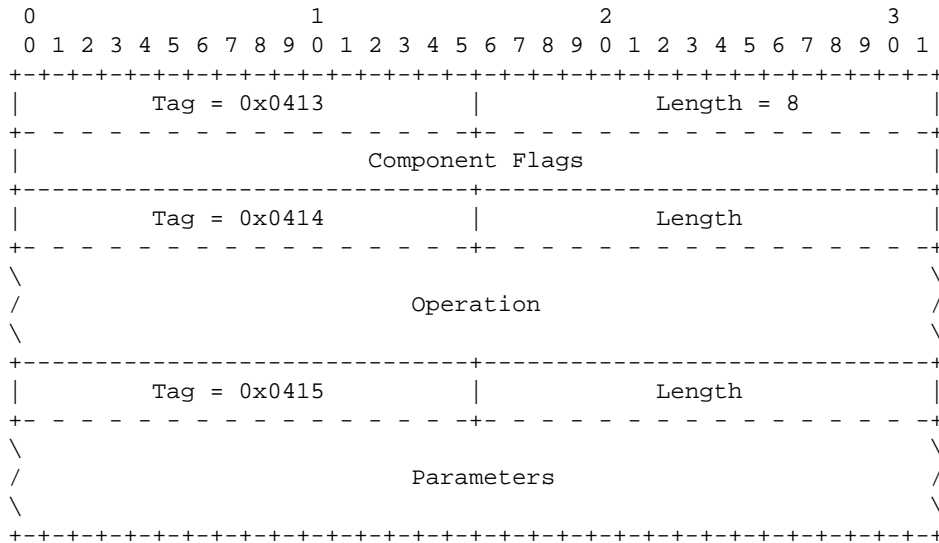 0                   1                   2                   3
 0 1 2 3 4 5 6 7 8 9 0 1 2 3 4 5 6 7 8 9 0 1 2 3 4 5 6 7 8 9 0 1
+-+-+-+-+-+-+-+-+-+-+-+-+-+-+-+-+-+-+-+-+-+-+-+-+-+-+-+-+-+-+-+-+
|         Tag = 0x0413          |            Length = 8         |
+- - - - - - - - - - - - - - - -+- - - - - - - - - - - - - - - -+
|                        Component Flags                        |
+-------------------------------+-------------------------------+
|         Tag = 0x0414          |            Length             |
+- - - - - - - - - - - - - - - -+- - - - - - - - - - - - - - - -+
\                                                               \
/                           Operation                           /
\                                                               \
+-------------------------------+-------------------------------+
|         Tag = 0x0415          |            Length             |
+- - - - - - - - - - - - - - - -+- - - - - - - - - - - - - - - -+
\                                                               \
/                           Parameters                          /
\                                                               \
+-+-+-+-+-+-+-+-+-+-+-+-+-+-+-+-+-+-+-+-+-+-+-+-+-+-+-+-+-+-+-+-+